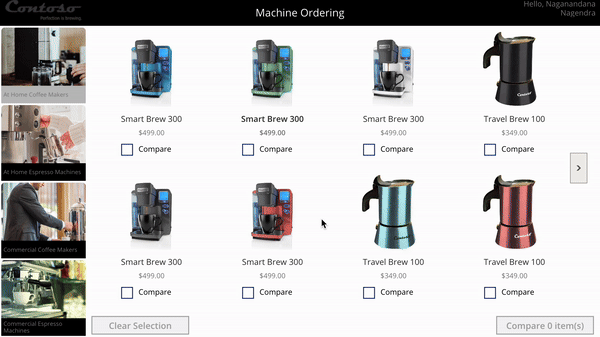 Contoso
Perfection is brewing.
Machine Ordering
Hello, Naganandana
Nagendra
At Home Coffee Makers
At Home Espresso Machines
Commercial Coffee Makers
Commercial Espresso
Machines
Smart Brew 300
$499.00
Compare
Smart Brew 300
$499.00
Compare
Smart Brew 300
$499.00
Compare
Travel Brew 100
$349.00
Compare
Smart Brew 300
$499.00
Compare
Smart Brew 300
$499.00
Compare
Contoso
Travel Brew 100
$349.00
Compare
Contoso
Travel Brew 100
$349.00
Compare
Clear Selection
Compare 0 item(s)